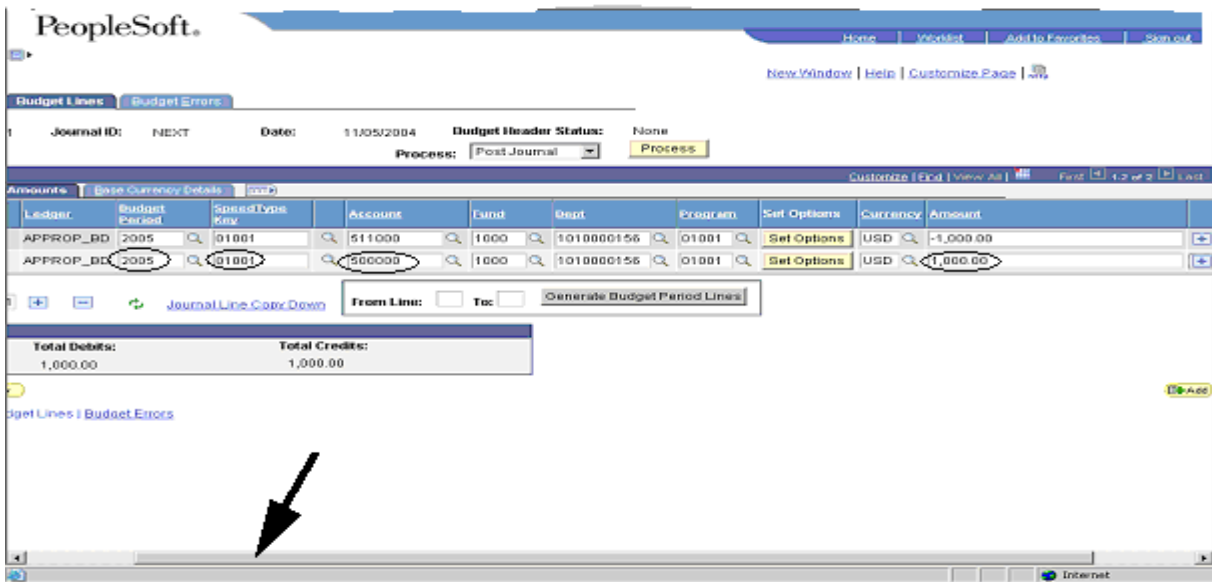 PeopleSoft®
Home | Worklist | Add to Favorites | Sign out
New Window | Help | Customize Page |
Budget Lines Budget Errors
Journal ID: NEXT Date: 11/05/2004 Budget Header Status: None
Process: Post Journal Process
Customize | Find | View All | First 1-2 of 2 Last
Amounts Base Currency Details
Ledger Budget Period SpeedType Key Account Fund Dept Program Set Options Currency Amount
APPROP_BD 2005 01001 511000 1000 1010000156 01001 Set Options USD -1,000.00
APPROP_BD 2005 01001 500000 1000 1010000156 01001 Set Options USD 1,000.00
Journal Line Copy Down From Line: To: Generate Budget Period Lines
Total Debits: Total Credits:
1,000.00 1,000.00
Add
dget Lines | Budget Errors
Internet